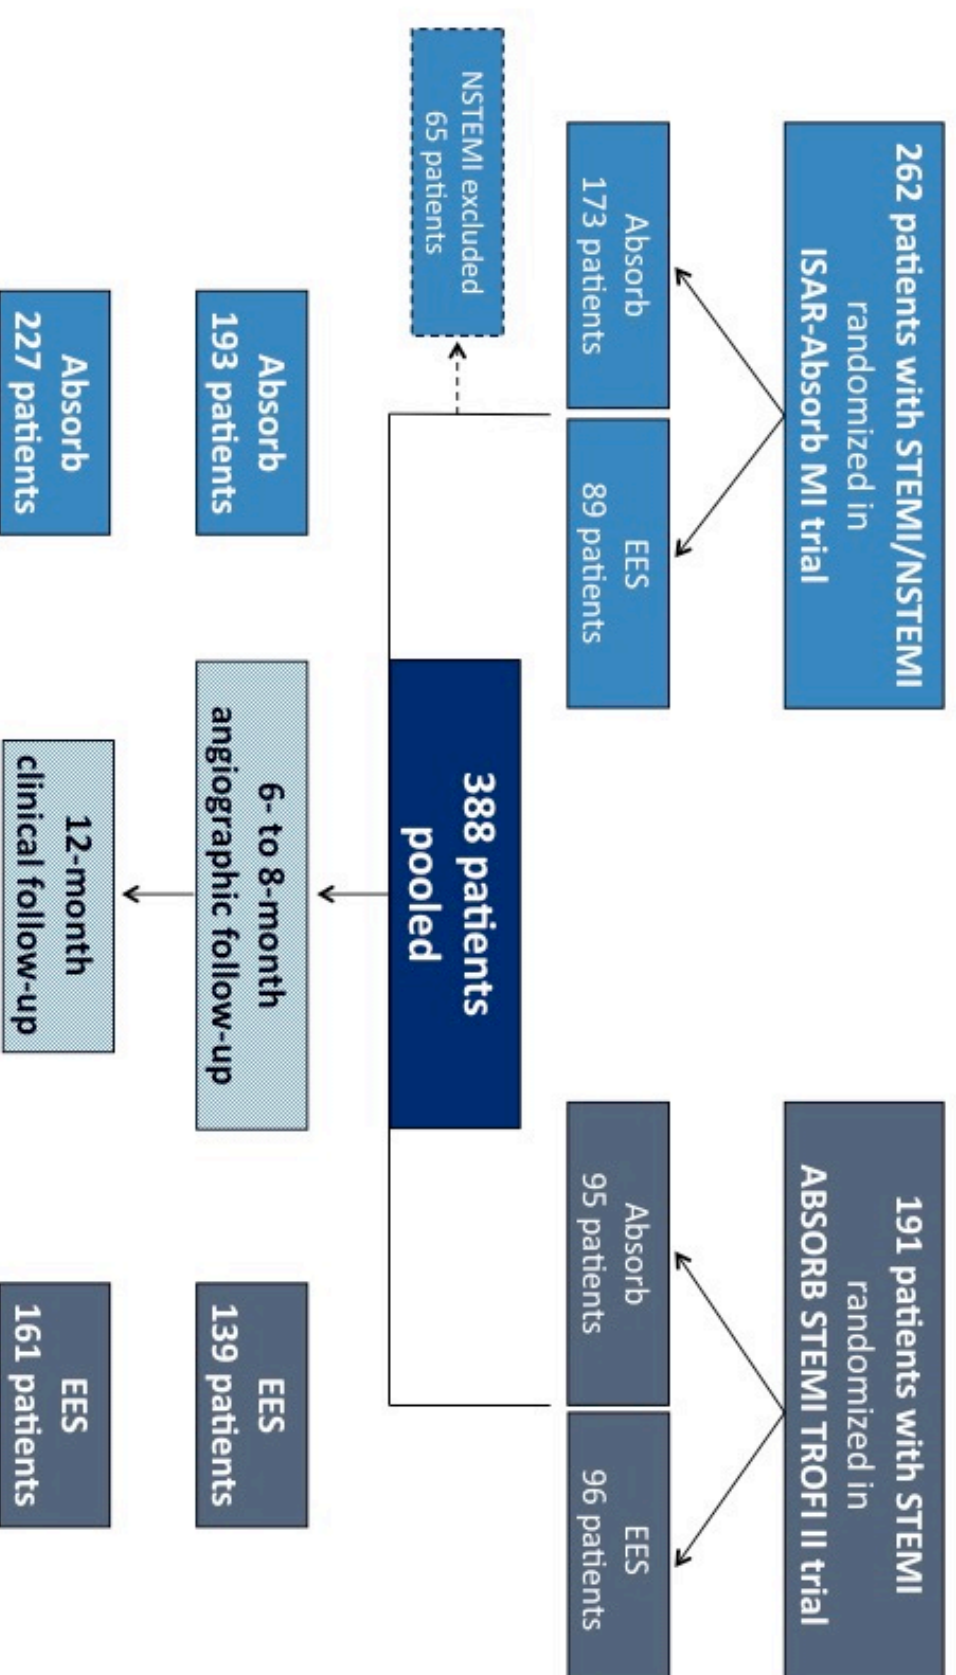 262 patients with STEMI/NSTEMI
randomized in
ISAR-Absorb MI trial
191 patients with STEMI
randomized in
ABSORB STEMI TROFI II trial
Absorb
173 patients
EES
89 patients
Absorb
95 patients
EES
96 patients
NSTEMI excluded
65 patients
388 patients
pooled
Absorb
193 patients
6- to 8-month
angiographic follow-up
EES
139 patients
Absorb
227 patients
12-month
clinical follow-up
EES
161 patients